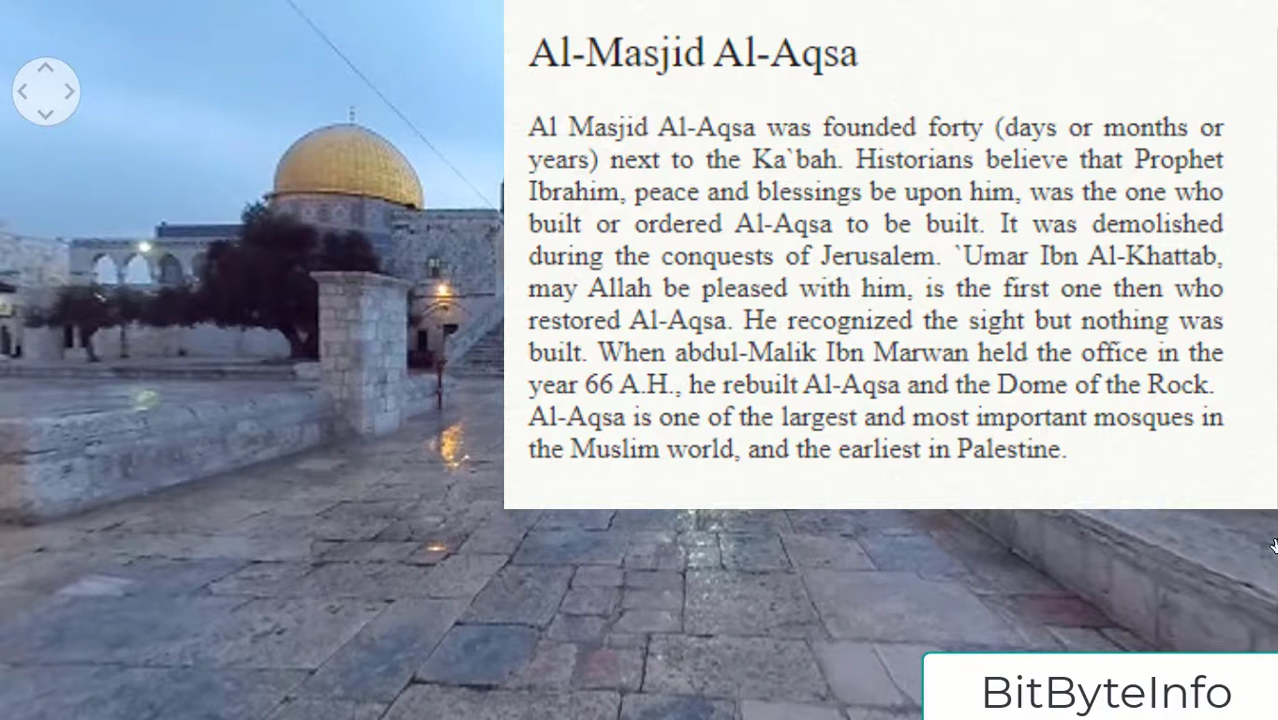 Al-Masjid Al-Aqsa
Al Masjid Al-Aqsa was founded forty (days or months or
years) next to the Ka`bah. Historians believe that Prophet
Ibrahim, peace and blessings be upon him, was the one who
built or ordered Al-Aqsa to be built. It was demolished
during the conquests of Jerusalem. `Umar Ibn Al-Khattab,
may Allah be pleased with him, is the first one then who
restored Al-Aqsa. He recognized the sight but nothing was
built. When abdul-Malik Ibn Marwan held the office in the
year 66 A.H., he rebuilt Al-Aqsa and the Dome of the Rock.
Al-Aqsa is one of the largest and most important mosques in
the Muslim world, and the earliest in Palestine.
BitByteInfo